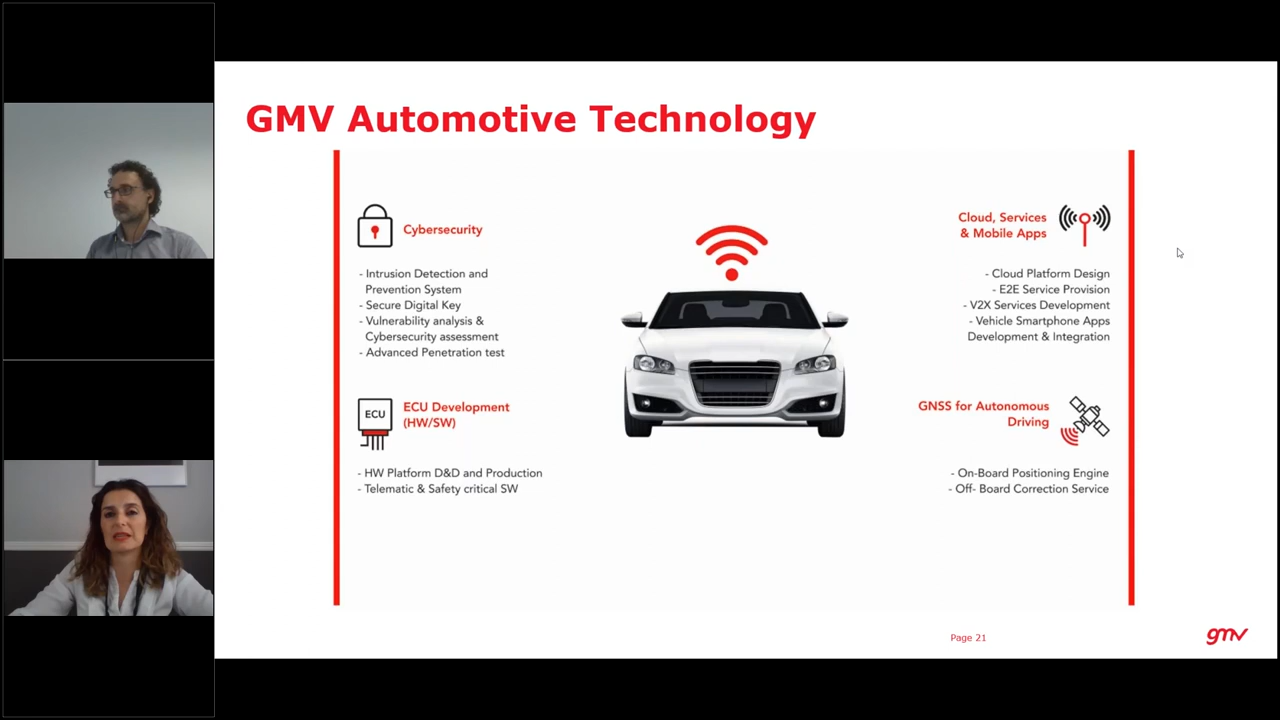 GMV Automotive Technology
Cybersecurity
- Intrusion Detection and
Prevention System
- Secure Digital Key
- Vulnerability analysis &
Cybersecurity assessment
- Advanced Penetration test
ECU
ECU Development
(HW/SW)
- HW Platform D&D and Production
- Telematic & Safety critical SW
Cloud, Services
& Mobile Apps
- Cloud Platform Design
- E2E Service Provision
- V2X Services Development
- Vehicle Smartphone Apps
Development & Integration
GNSS for Autonomous
Driving
- On-Board Positioning Engine
- Off- Board Correction Service
Page 21
gmv